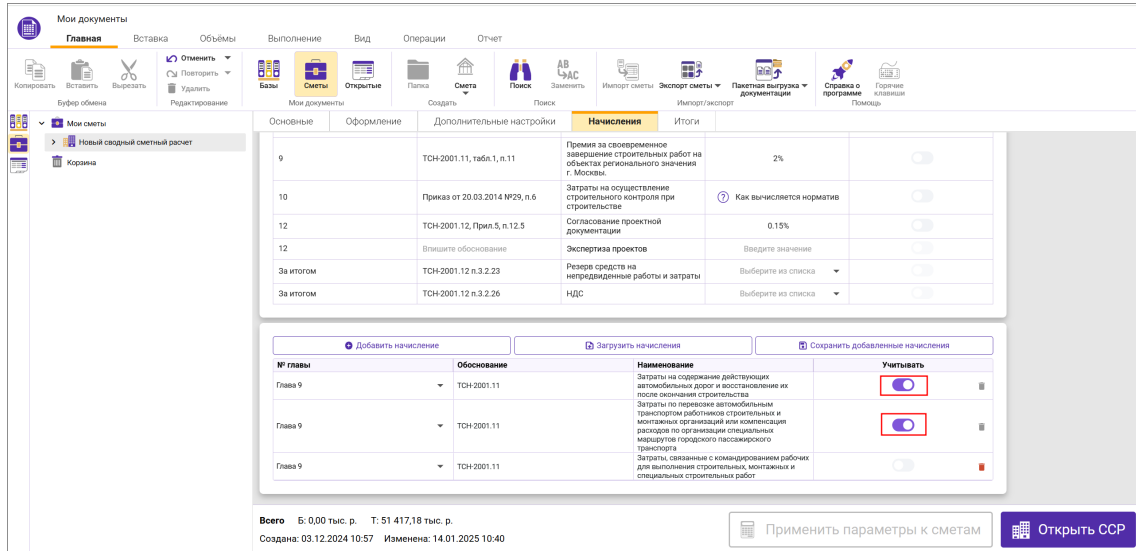 Мои документы
Главная Вставка Объёмы Выполнение Вид Операции Отчет
Копировать Вставить Вырезать
Отменить
Повторить
Удалить
Базы Сметы Открытые
Папка Смета
Поиск Заменить
AB
AC
Импорт сметы Экспорт сметы Пакетная выгрузка документации
Справка о программе Горячие клавиши
Буфер обмена Редактирование Мои документы Создать Поиск Импорт/экспорт Помощь
Мои сметы
Новый сводный сметный расчет
Корзина
Основные Оформление Дополнительные настройки Начисления Итоги
9 ТСН-2001.11, табл.1, п.11 Премия за своевременное
завершение строительных работ на
объектах регионального значения
г. Москвы. 2%
10 Приказ от 20.03.2014 №29, п.6 Затраты на осуществление
строительного контроля при
строительстве ? Как вычисляется норматив
12 ТСН-2001.12, Прил.5, п.12.5 Согласование проектной
документации 0.15%
12 Впишите обоснование Экспертиза проектов Введите значение
За итогом ТСН-2001.12 п.3.2.23 Резерв средств на
непредвиденные работы и затраты Выберите из списка
За итогом ТСН-2001.12 п.3.2.26 НДС Выберите из списка
Добавить начисление Загрузить начисления Сохранить добавленные начисления
№ главы Обоснование Наименование Учитывать
Глава 9 ТСН-2001.11 Затраты на содержание действующих
автомобильных дорог и восстановление их
после окончания строительства
Глава 9 ТСН-2001.11 Затраты по перевозке автомобильным
транспортом работников строительных и
монтажных организаций или компенсация
расходов по организации специальных
маршрутов городского пассажирского
транспорта
Глава 9 ТСН-2001.11 Затраты, связанные с командированием рабочих
для выполнения строительных, монтажных и
специальных строительных работ
Всего Б: 0,00 тыс. р. Т: 51 417,18 тыс. р.
Создана: 03.12.2024 10:57 Изменена: 14.01.2025 10:40
Применить параметры к сметам
Открыть ССР